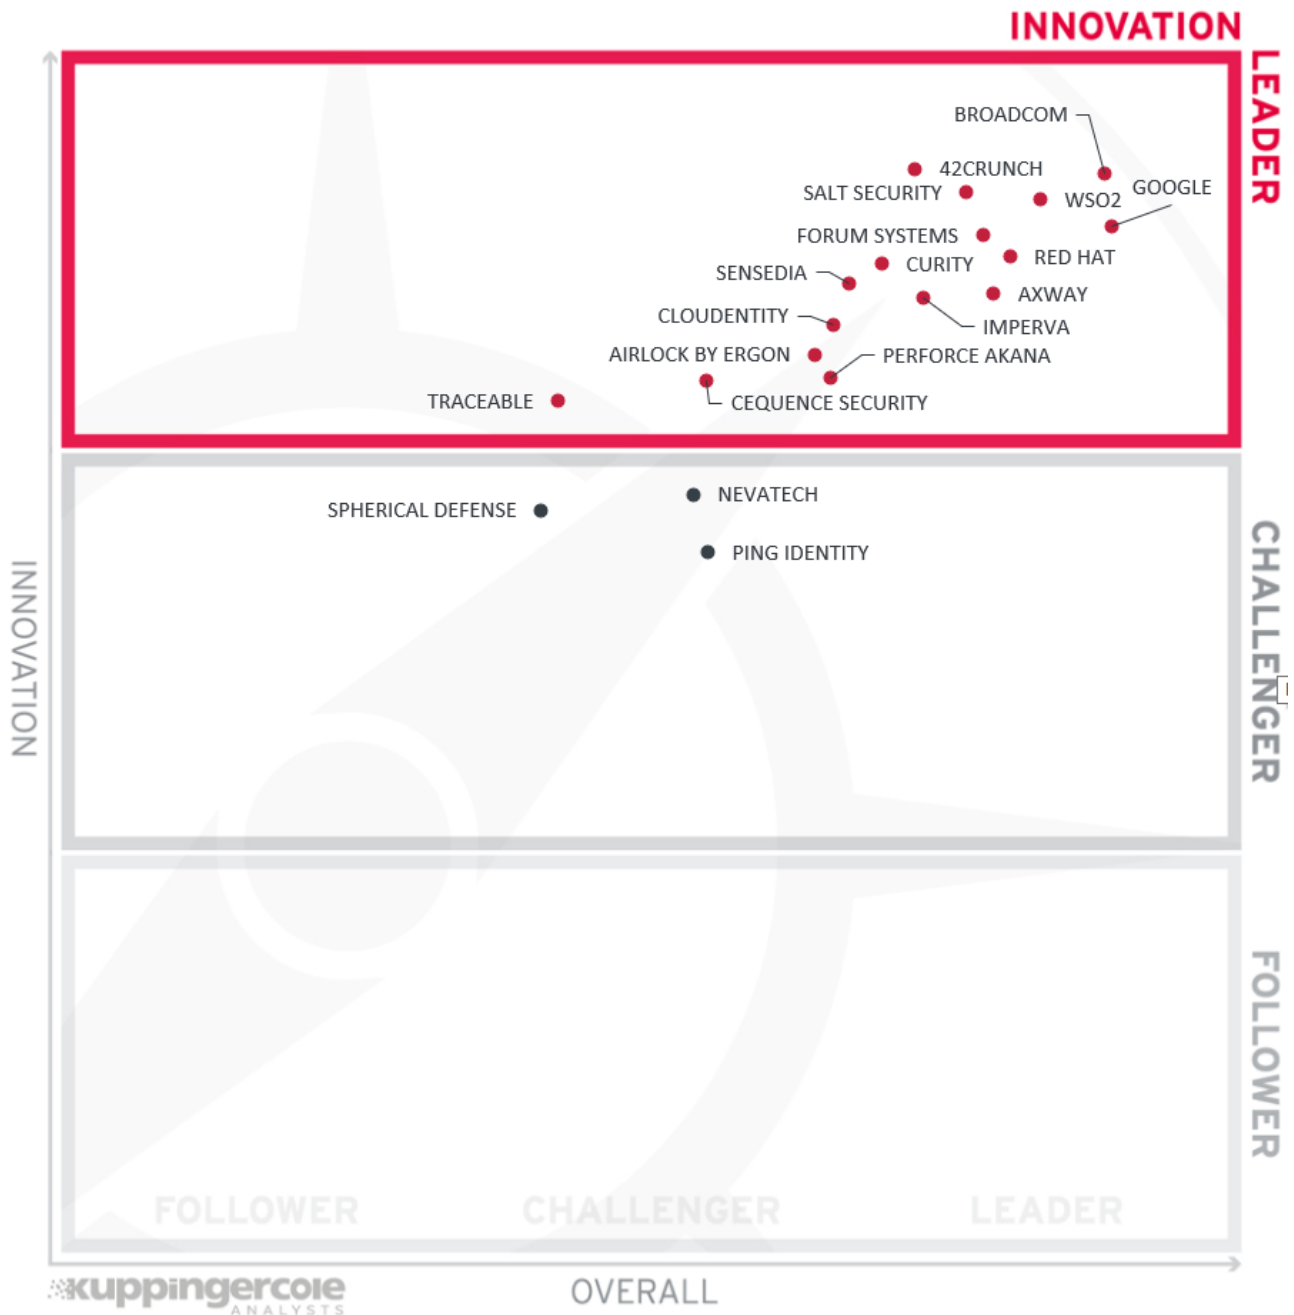 INNOVATION
LEADER
BROADCOM
42CRUNCH
GOOGLE
SALT SECURITY
WSO2
FORUM SYSTEMS
RED HAT
CURITY
SENSEDIA
AXWAY
CLOUDENTITY
IMPERVA
AIRLOCK BY ERGON
PERFORCE AKANA
TRACEABLE
CEQUENCE SECURITY
NEVATECH
SPHERICAL DEFENSE
PING IDENTITY
CHALLENGER
INNOVATION
FOLLOWER
FOLLOWER
CHALLENGER
LEADER
kuppingercole
ANALYSTS
OVERALL